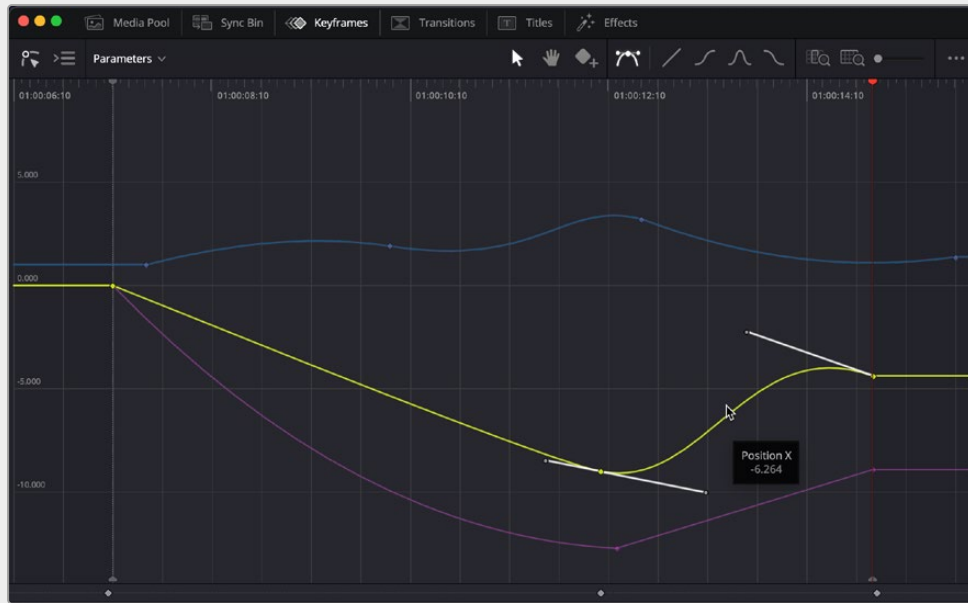 Media Pool Sync Bin Keyframes Transitions Titles Effects
Parameters
01:00:06:10 01:00:08:10 01:00:10:10 01:00:12:10 01:00:14:10
5.000
0.000
-5.000
Position X
-6.264
-10.000